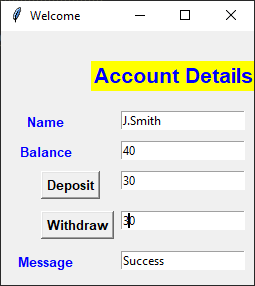 Welcome
Account Details
Name J.Smith
Balance 40
Deposit 30
Withdraw 30
Message Success